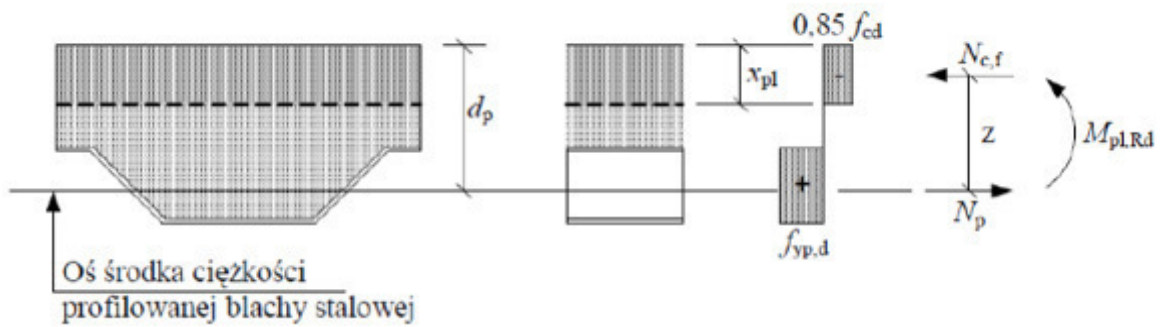 0,85 f_cd
x_pl
d_p
-
N_c,f
z
M_pl,Rd
+
N_p
f_yp,d
Oś środka ciężkości
profilowanej blachy stalowej